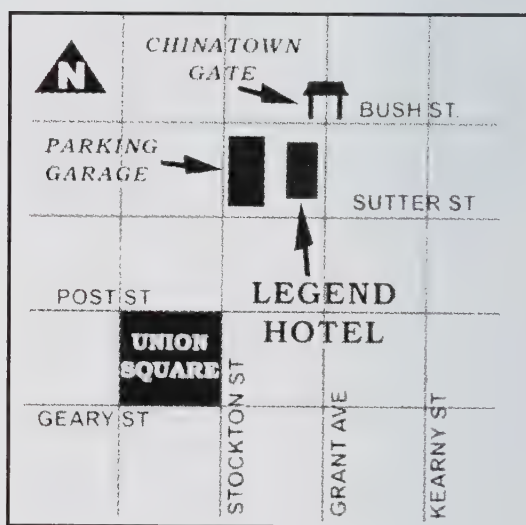 N
CHINATOWN
GATE
BUSH ST.
PARKING
GARAGE
SUTTER ST
LEGEND
HOTEL
POST ST
UNION
SQUARE
GEARY ST
STOCKTON ST
GRANT AVE
KEARNY ST